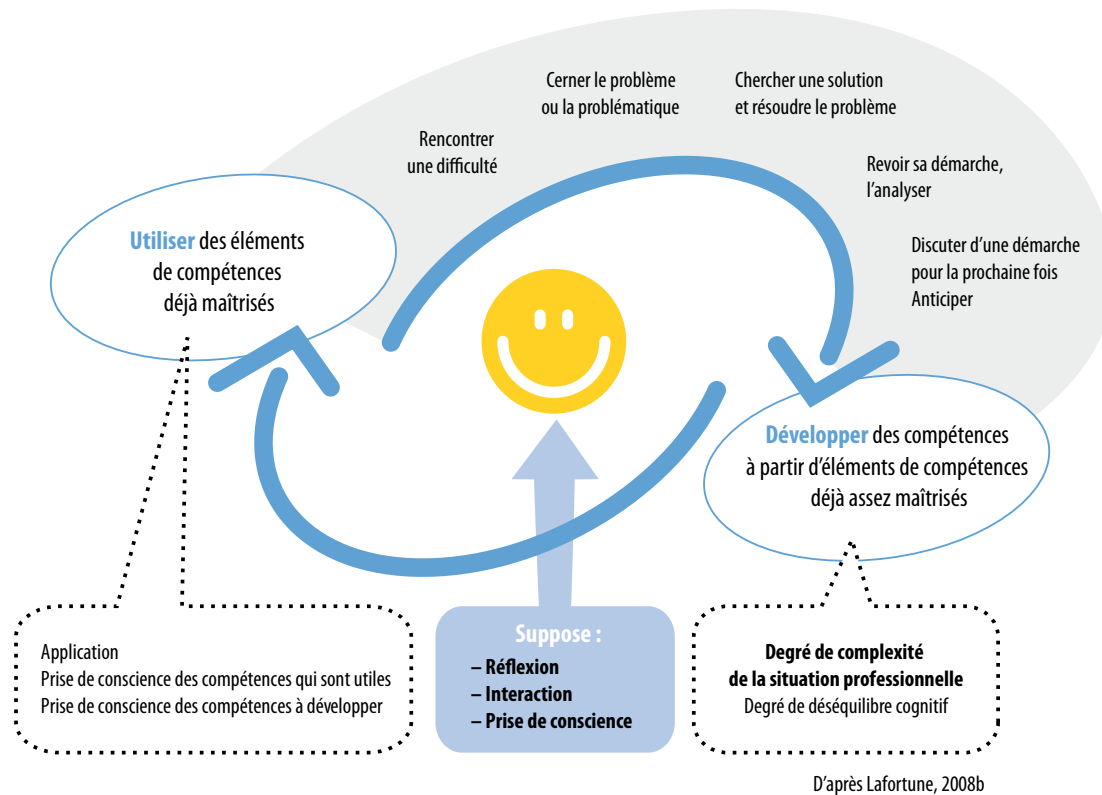 Cerner le problème
ou la problématique
Chercher une solution
et résoudre le problème
Rencontrer
une difficulté
Revoir sa démarche,
l’analyser
Discuter d’une démarche
pour la prochaine fois
Anticiper
Utiliser des éléments
de compétences
déjà maîtrisés
Développer des compétences
à partir d’éléments de compétences
déjà assez maîtrisés
Application
Prise de conscience des compétences qui sont utiles
Prise de conscience des compétences à développer
Suppose :
– Réflexion
– Interaction
– Prise de conscience
Degré de complexité
de la situation professionnelle
Degré de déséquilibre cognitif
D’après Lafortune, 2008b